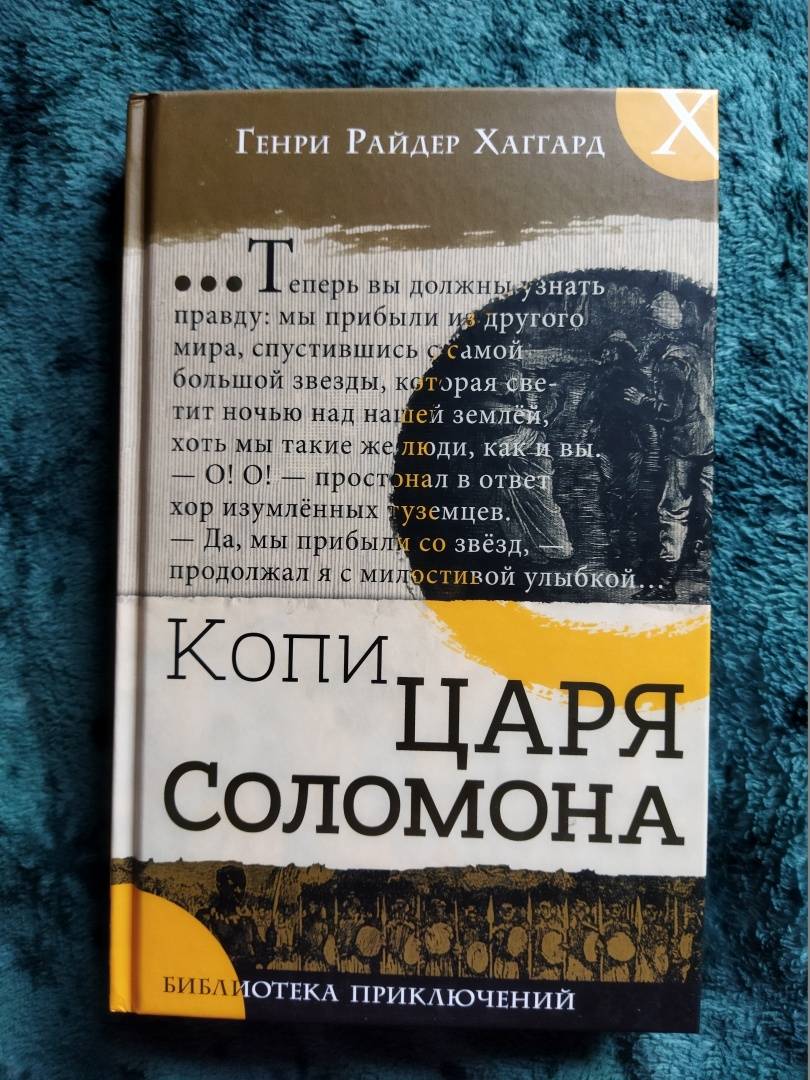 Х
Генри Райдер Хаггард
...Теперь вы должны узнать
правду: мы прибыли из другого
мира, спустившись с самой
большой звезды, которая све-
тит ночью над нашей землёй,
хоть мы такие же люди, как и вы.
— О! О! — простонал в ответ
хор изумлённых туземцев.
— Да, мы прибыли со звёзд, —
продолжал я с милостивой улыбкой...
Копи
ЦАРЯ
СОЛОМОНА
БИБЛИОТЕКА ПРИКЛЮЧЕНИЙ